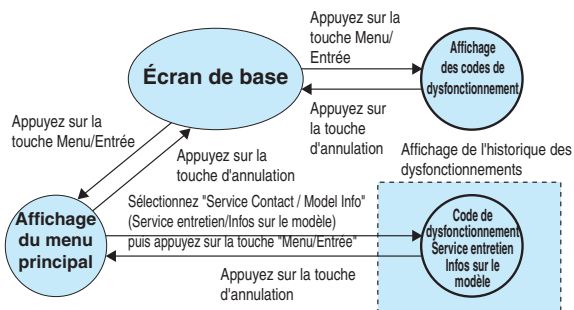 Appuyez sur la
touche Menu/
Entrée
Affichage
des codes de
dysfonctionnement
Écran de base
Appuyez sur
la touche
d'annulation
Appuyez sur la
touche Menu/Entrée
Appuyez sur la
touche d'annulation
Affichage de l'historique des
dysfonctionnements
Affichage
du menu
principal
Sélectionnez "Service Contact / Model Info"
(Service entretien/Infos sur le modèle)
puis appuyez sur la touche "Menu/Entrée"
Code de
dysfonctionnement
Service entretien
Infos sur le
modèle
Appuyez sur la touche
d'annulation